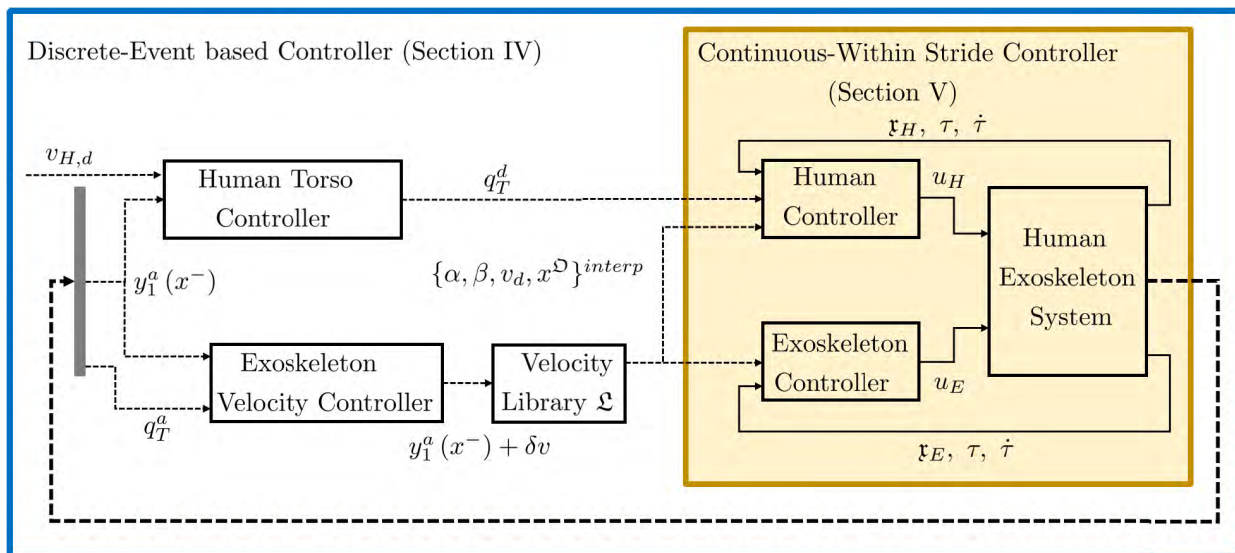 Discrete-Event based Controller (Section IV)
Continuous-Within Stride Controller
(Section V)
𝔵_H, τ, τ̇
v_{H,d}
Human Torso
Controller
q_T^d
Human
Controller
u_H
Human
Exoskeleton
System
y_1^a (x^−)
{α, β, v_d, x^𝔒}^{interp}
Exoskeleton
Velocity Controller
Velocity
Library 𝔏
Exoskeleton
Controller
u_E
q_T^a
y_1^a (x^−) + δv
𝔵_E, τ, τ̇